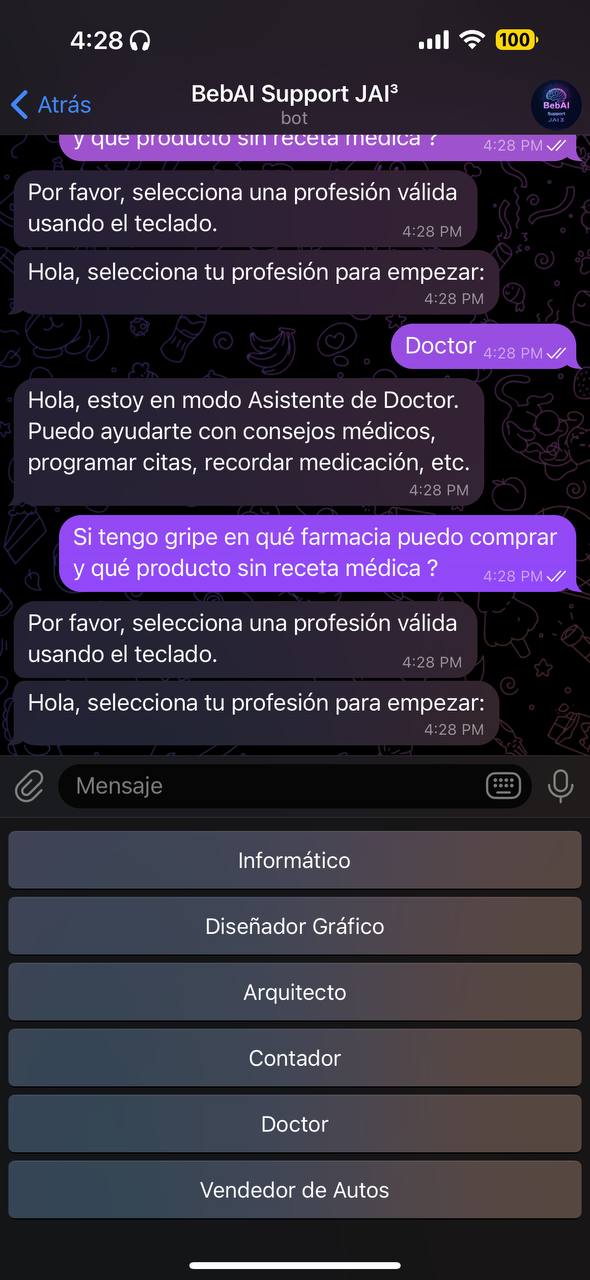 4:28
100
Atrás
BebAI Support JAI³
bot
BebAI
Support
JAI3
y qué producto sin receta médica ?
4:28 PM
Por favor, selecciona una profesión válida
usando el teclado.
4:28 PM
Hola, selecciona tu profesión para empezar:
4:28 PM
Doctor
4:28 PM
Hola, estoy en modo Asistente de Doctor.
Puedo ayudarte con consejos médicos,
programar citas, recordar medicación, etc.
4:28 PM
Si tengo gripe en qué farmacia puedo comprar
y qué producto sin receta médica ?
4:28 PM
Por favor, selecciona una profesión válida
usando el teclado.
4:28 PM
Hola, selecciona tu profesión para empezar:
4:28 PM
Mensaje
Informático
Diseñador Gráfico
Arquitecto
Contador
Doctor
Vendedor de Autos